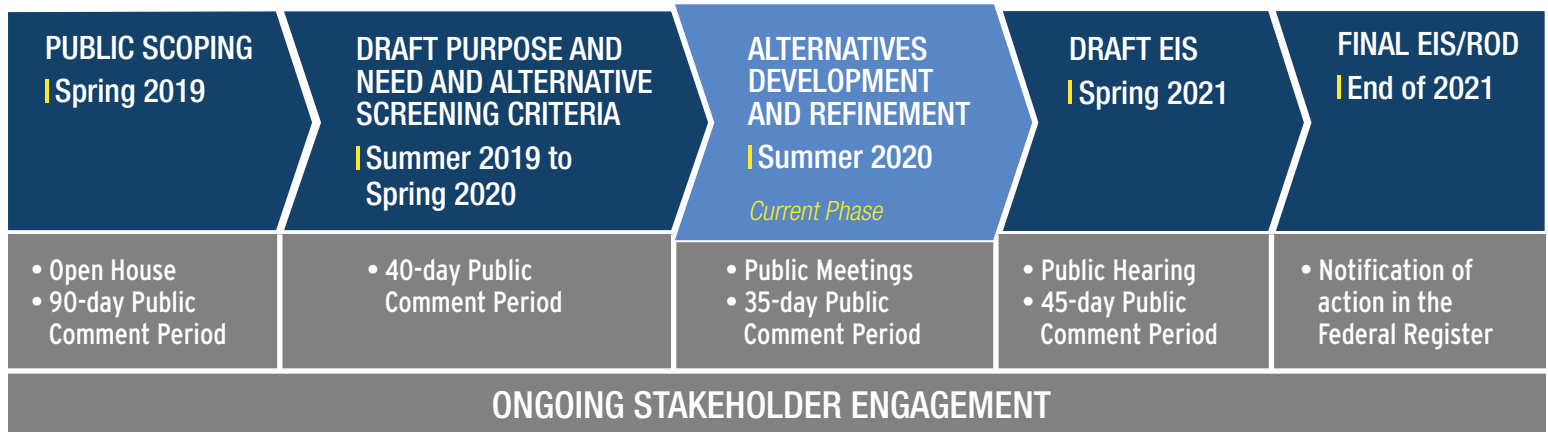 PUBLIC SCOPING
Spring 2019
DRAFT PURPOSE AND
NEED AND ALTERNATIVE
SCREENING CRITERIA
Summer 2019 to
Spring 2020
ALTERNATIVES
DEVELOPMENT
AND REFINEMENT
Summer 2020
Current Phase
DRAFT EIS
Spring 2021
FINAL EIS/ROD
End of 2021
• Open House
• 90-day Public
Comment Period
• 40-day Public
Comment Period
• Public Meetings
• 35-day Public
Comment Period
• Public Hearing
• 45-day Public
Comment Period
• Notification of
action in the
Federal Register
ONGOING STAKEHOLDER ENGAGEMENT